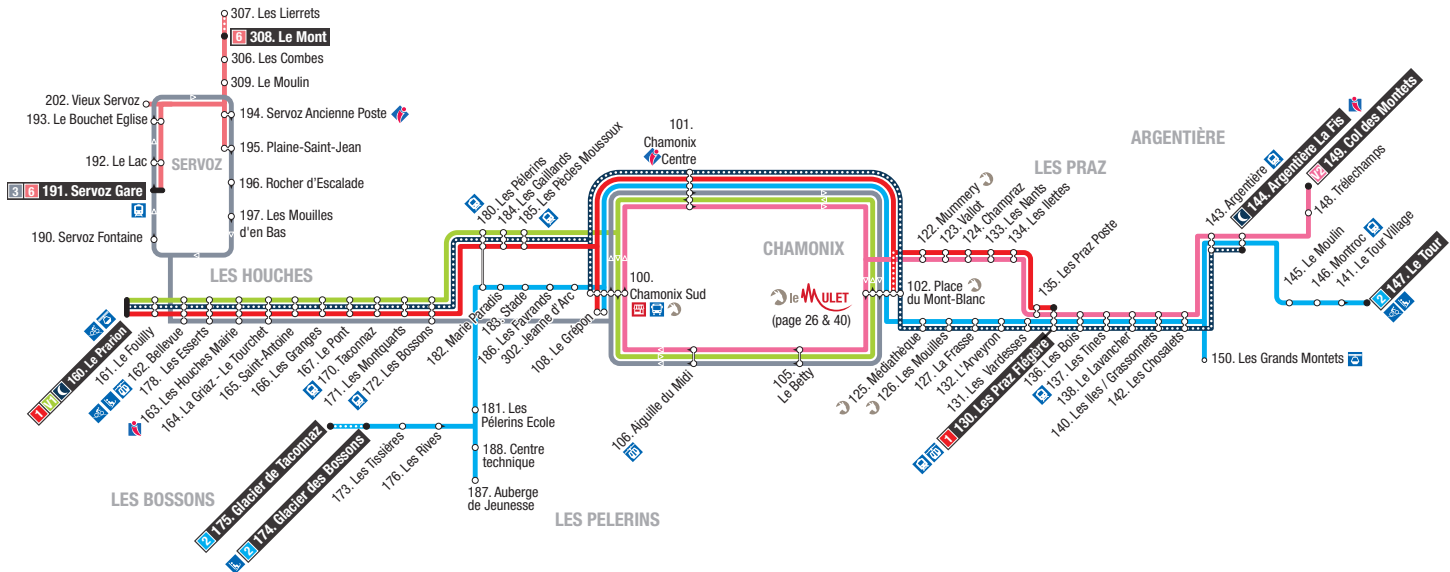 307. Les Lierrets
6 308. Le Mont
306. Les Combes
309. Le Moulin
202. Vieux Servoz
193. Le Bouchet Eglise
194. Servoz Ancienne Poste
195. Plaine-Saint-Jean
192. Le Lac
SERVOZ
3 6 191. Servoz Gare
196. Rocher d'Escalade
197. Les Mouilles
d'en Bas
190. Servoz Fontaine
LES HOUCHES
1 V1 160. Le Prarion
161. Le Fouilly
162. Bellevue
178. Les Esserts
163. Les Houches Mairie
164. La Griaz - Le Tourchet
165. Saint-Antoine
166. Les Granges
167. Le Pont
170. Taconnaz
171. Les Montquarts
172. Les Bossons
180. Les Pèlerins
184. Les Gaillands
185. Les Pècles Moussoux
182. Marie Paradis
183. Stade
186. Les Favrands
302. Jeanne d'Arc
108. Le Grépon
181. Les
Pélerins Ecole
188. Centre
technique
187. Auberge
de Jeunesse
2 175. Glacier de Taconnaz
2 174. Glacier des Bossons
173. Les Tissières
176. Les Rives
LES BOSSONS
LES PELERINS
101.
Chamonix
Centre
CHAMONIX
100.
Chamonix Sud
le MULET
(page 26 & 40)
102. Place
du Mont-Blanc
106. Aiguille du Midi
105.
Le Betty
122. Mummery
123. Vallot
124. Champraz
133. Les Nants
134. Les Iiettes
135. Les Praz Poste
LES PRAZ
125. Médiathèque
126. Les Mouilles
127. La Frasse
132. L'Arveyron
131. Les Vardesses
1 130. Les Praz Flégère
136. Les Bois
137. Les Tines
138. Le Lavancher
140. Les Iles / Grassonnets
142. Les Chosalets
ARGENTIÈRE
143. Argentière
144. Argentière La Fis
V2 149. Col des Montets
148. Trélechamps
145. Le Moulin
146. Montroc
141. Le Tour Village
2 147. Le Tour
150. Les Grands Montets